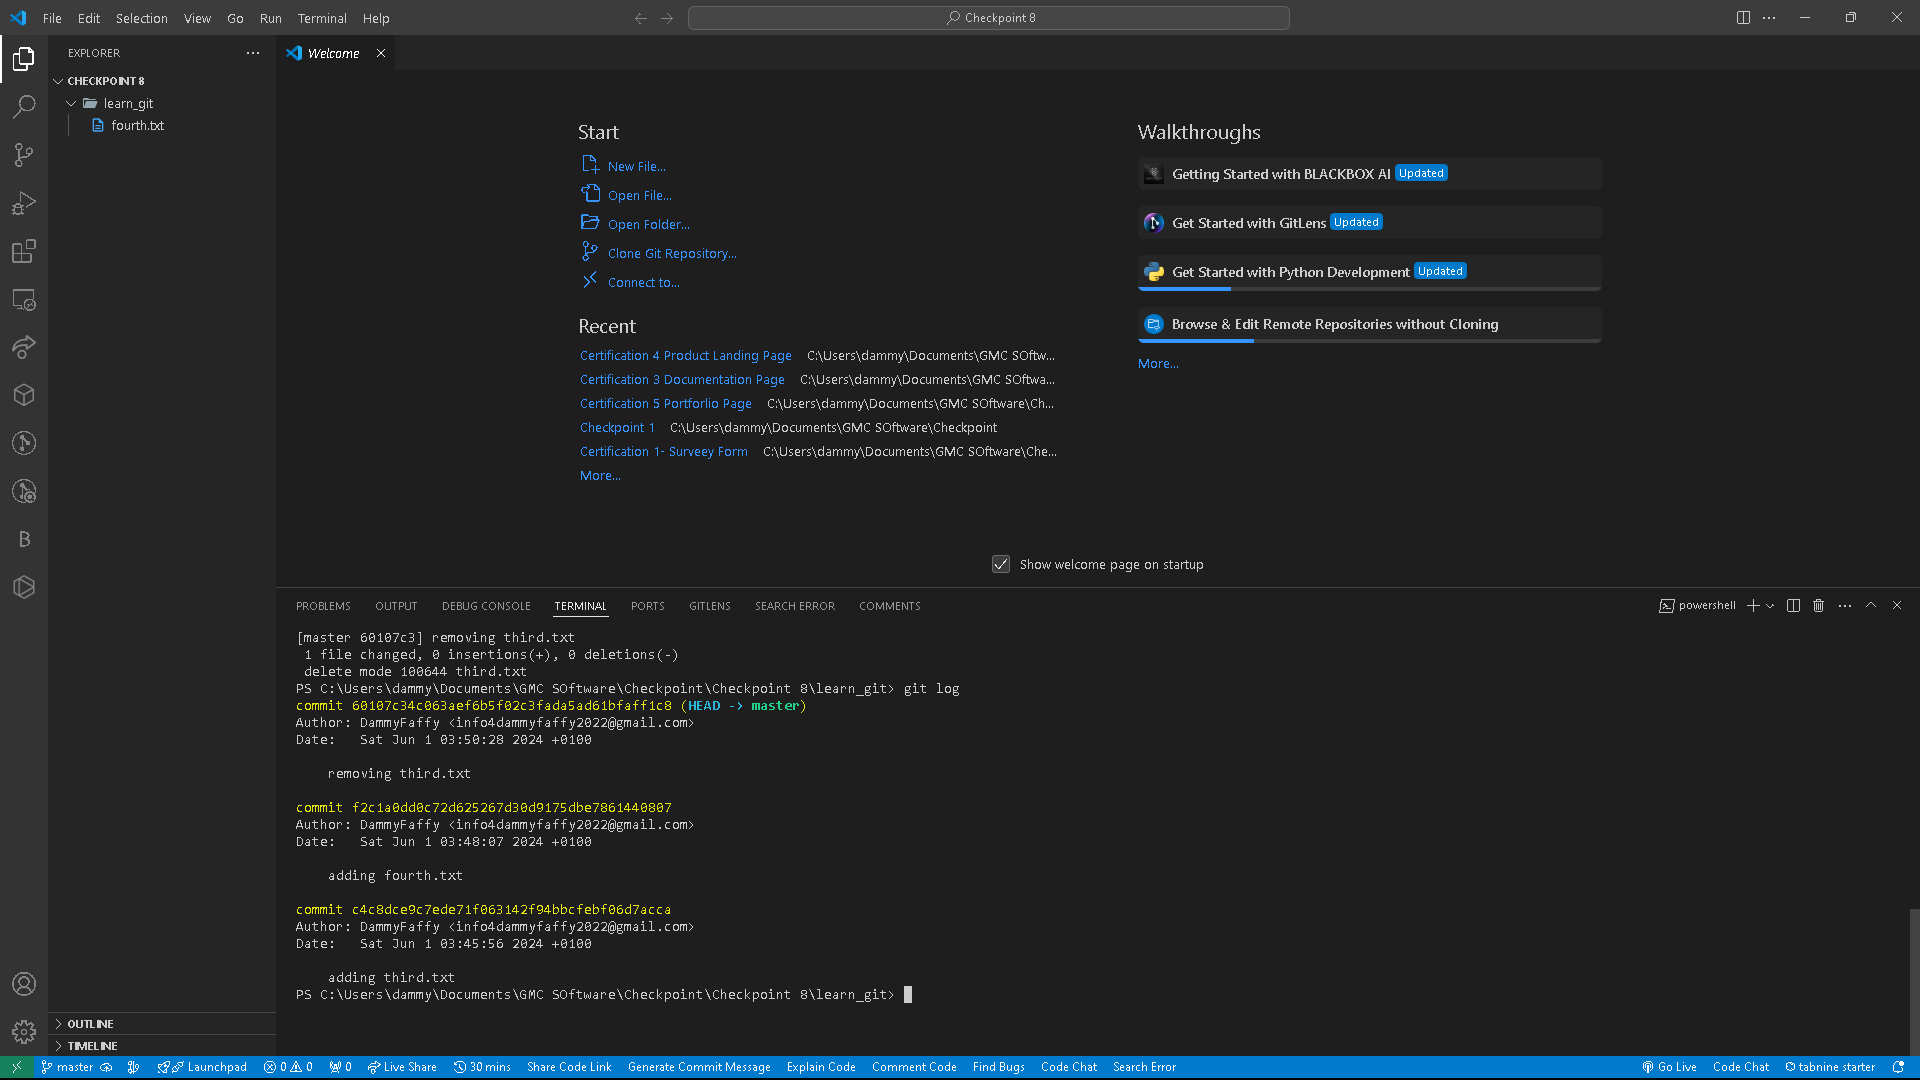 File Edit Selection View Go Run Terminal Help
Checkpoint 8
EXPLORER
Welcome
CHECKPOINT 8
learn_git
fourth.txt
Start
New File...
Open File...
Open Folder...
Clone Git Repository...
Connect to...
Recent
Certification 4 Product Landing Page C:\Users\dammy\Documents\GMC SOftw...
Certification 3 Documentation Page C:\Users\dammy\Documents\GMC SOftwa...
Certification 5 Portforlio Page C:\Users\dammy\Documents\GMC SOftware\Ch...
Checkpoint 1 C:\Users\dammy\Documents\GMC SOftware\Checkpoint
Certification 1- Surveey Form C:\Users\dammy\Documents\GMC SOftware\Che...
More...
Walkthroughs
Getting Started with BLACKBOX AI Updated
Get Started with GitLens Updated
Get Started with Python Development Updated
Browse & Edit Remote Repositories without Cloning
More...
Show welcome page on startup
PROBLEMS OUTPUT DEBUG CONSOLE TERMINAL PORTS GITLENS SEARCH ERROR COMMENTS
powershell
[master 60107c3] removing third.txt
1 file changed, 0 insertions(+), 0 deletions(-)
delete mode 100644 third.txt
PS C:\Users\dammy\Documents\GMC SOftware\Checkpoint\Checkpoint 8\learn_git> git log
commit 60107c34c063aef6b5f02c3fada5ad61bfaff1c8 (HEAD -> master)
Author: DammyFaffy <info4dammyfaffy2022@gmail.com>
Date: Sat Jun 1 03:50:28 2024 +0100
removing third.txt
commit f2c1a0dd0c72d625267d30d9175dbe7861440807
Author: DammyFaffy <info4dammyfaffy2022@gmail.com>
Date: Sat Jun 1 03:48:07 2024 +0100
adding fourth.txt
commit c4c8dce9c7ede71f063142f94bbcfebf06d7acca
Author: DammyFaffy <info4dammyfaffy2022@gmail.com>
Date: Sat Jun 1 03:45:56 2024 +0100
adding third.txt
PS C:\Users\dammy\Documents\GMC SOftware\Checkpoint\Checkpoint 8\learn_git>
OUTLINE
TIMELINE
master Launchpad 0 0 0 Live Share 30 mins Share Code Link Generate Commit Message Explain Code Comment Code Find Bugs Code Chat Search Error Go Live Code Chat tabnine starter